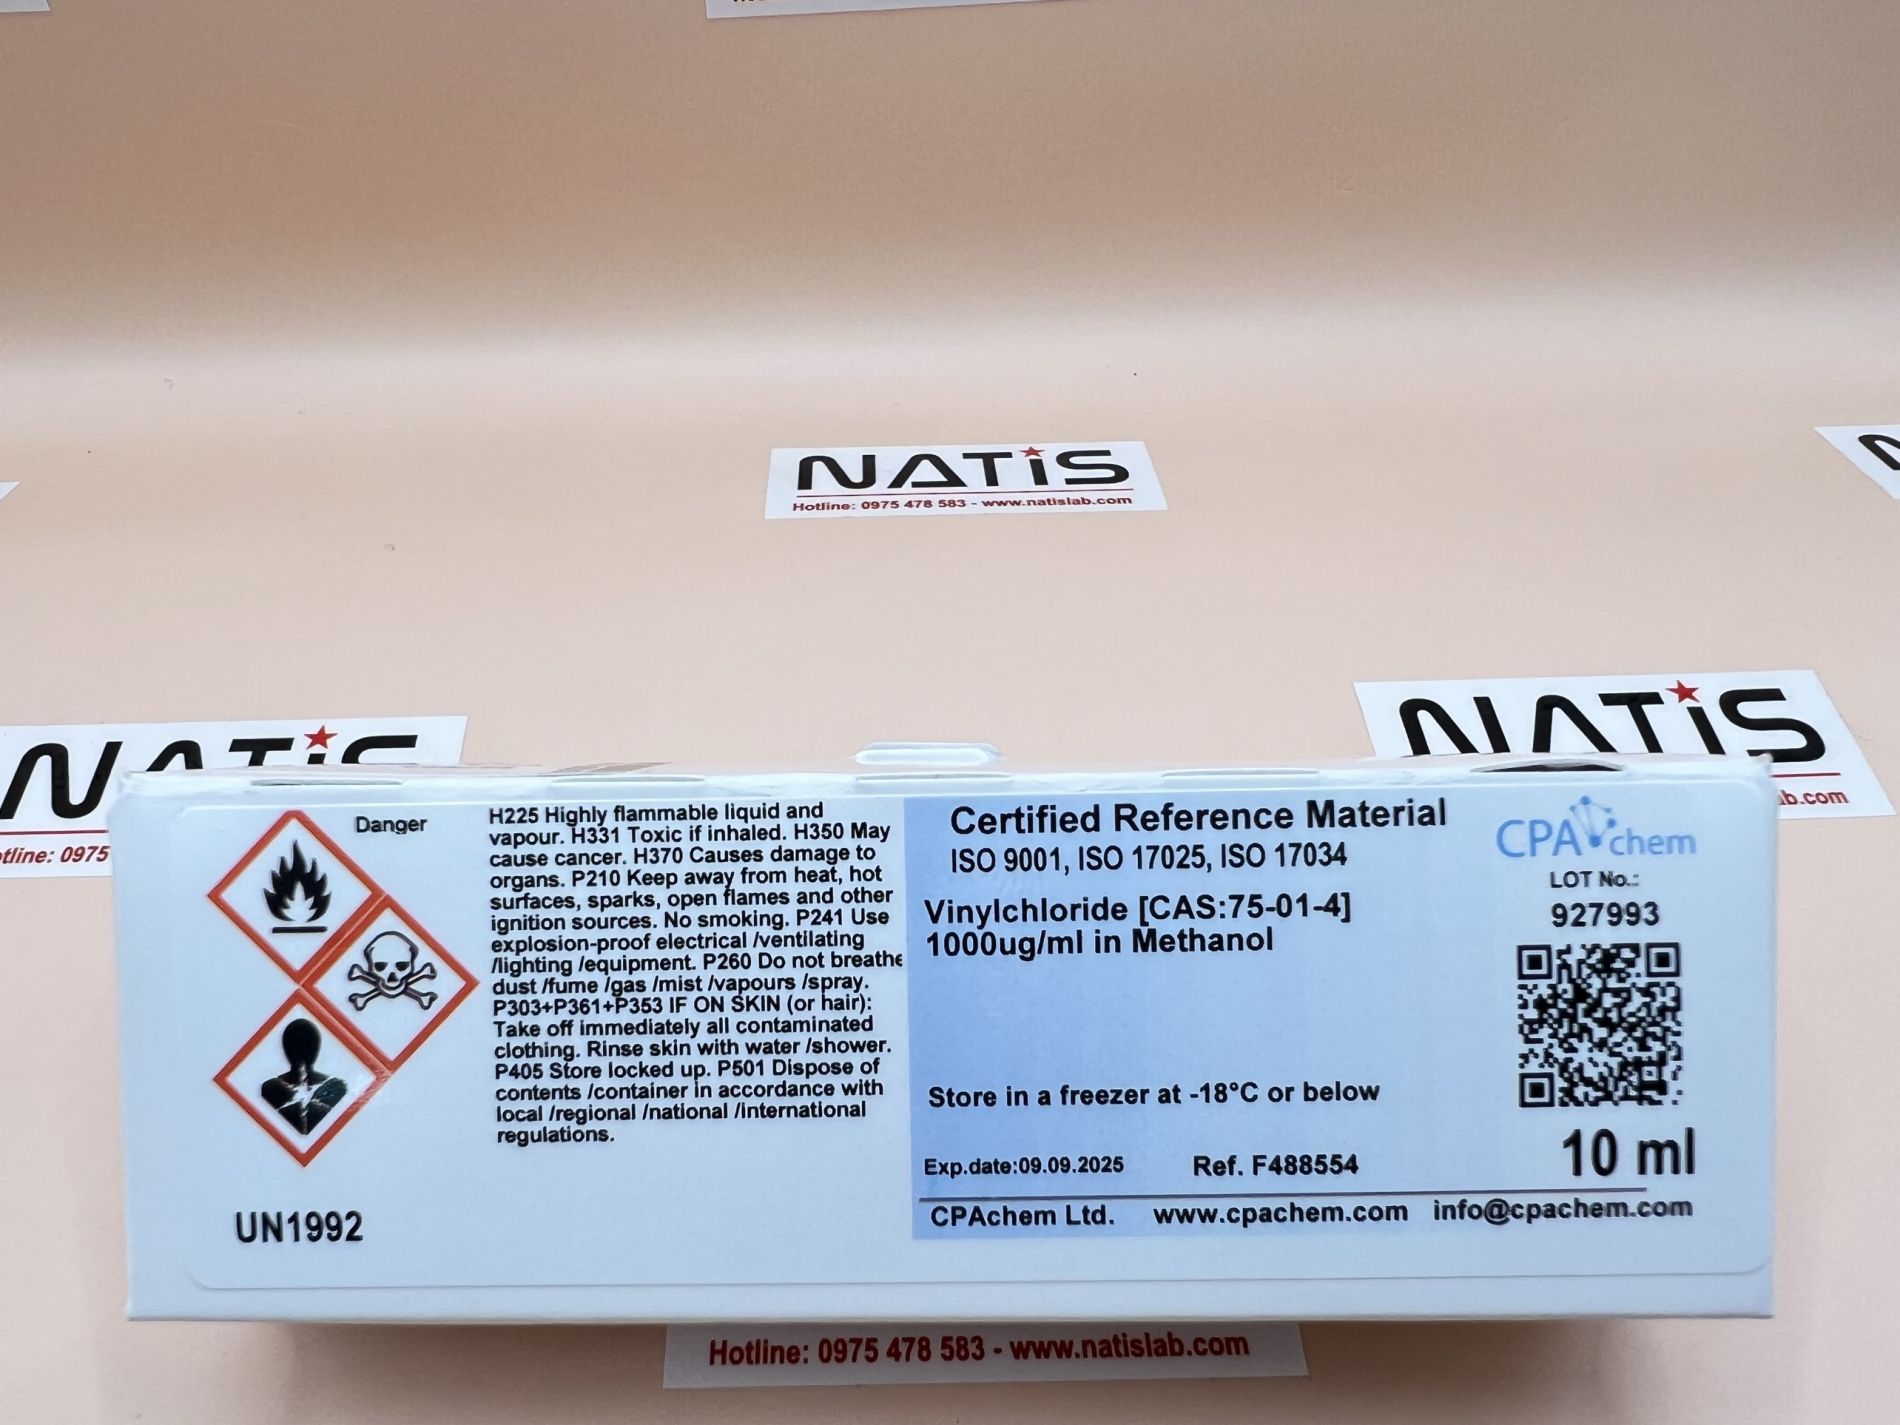 NATiS
Hotline: 0975 478 583 - www.natislab.com
NATiS
NATiS
otline: 0975
b.com
Danger
H225 Highly flammable liquid and
vapour. H331 Toxic if inhaled. H350 May
cause cancer. H370 Causes damage to
organs. P210 Keep away from heat, hot
surfaces, sparks, open flames and other
ignition sources. No smoking. P241 Use
explosion-proof electrical /ventilating
/lighting /equipment. P260 Do not breathe
dust /fume /gas /mist /vapours /spray.
P303+P361+P353 IF ON SKIN (or hair):
Take off immediately all contaminated
clothing. Rinse skin with water /shower.
P405 Store locked up. P501 Dispose of
contents /container in accordance with
local /regional /national /international
regulations.
UN1992
Certified Reference Material
ISO 9001, ISO 17025, ISO 17034
Vinylchloride [CAS:75-01-4]
1000ug/ml in Methanol
Store in a freezer at -18°C or below
Exp.date:09.09.2025 Ref. F488554
CPAchem Ltd. www.cpachem.com info@cpachem.com
CPAchem
LOT No.:
927993
10 ml
Hotline: 0975 478 583 - www.natislab.com